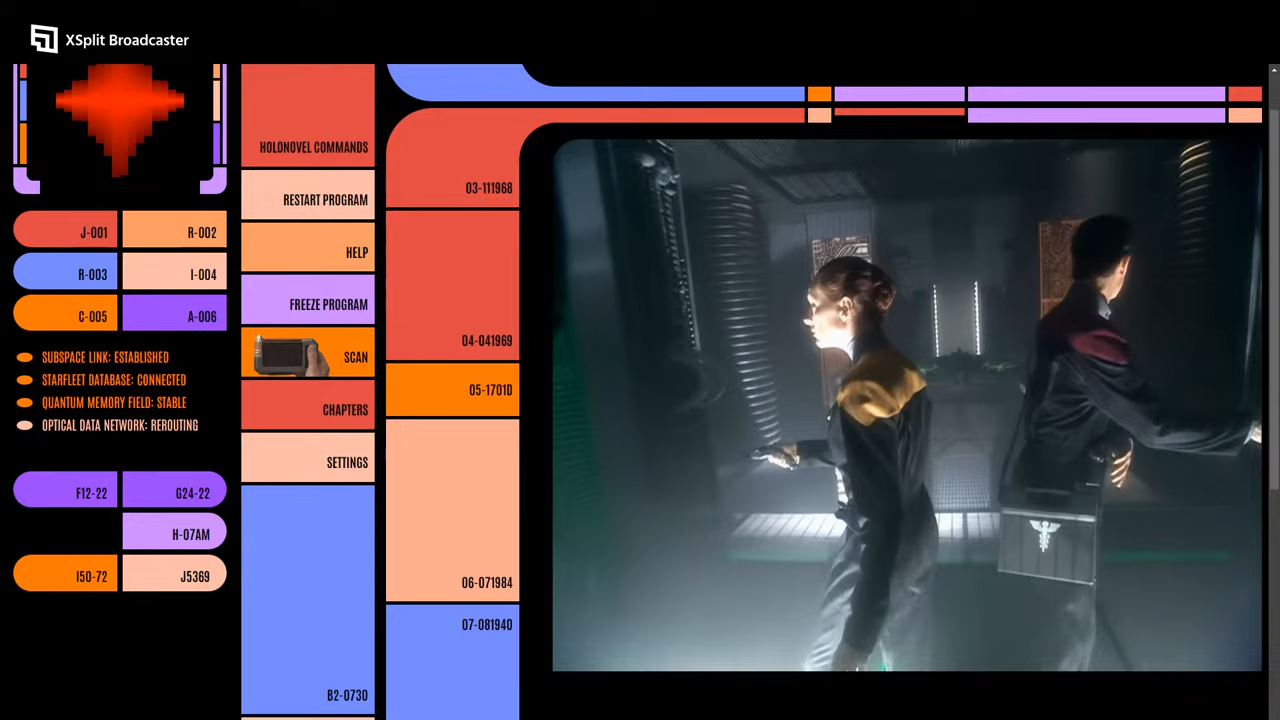 XSplit Broadcaster
J-001
R-002
R-003
I-004
C-005
A-006
SUBSPACE LINK: ESTABLISHED
STARFLEET DATABASE: CONNECTED
QUANTUM MEMORY FIELD: STABLE
OPTICAL DATA NETWORK: REROUTING
F12-22
G24-22
H-07AM
I50-72
J5369
HOLONOVEL COMMANDS
RESTART PROGRAM
HELP
FREEZE PROGRAM
SCAN
CHAPTERS
SETTINGS
B2-0730
03-111968
04-041969
05-1701D
06-071984
07-081940